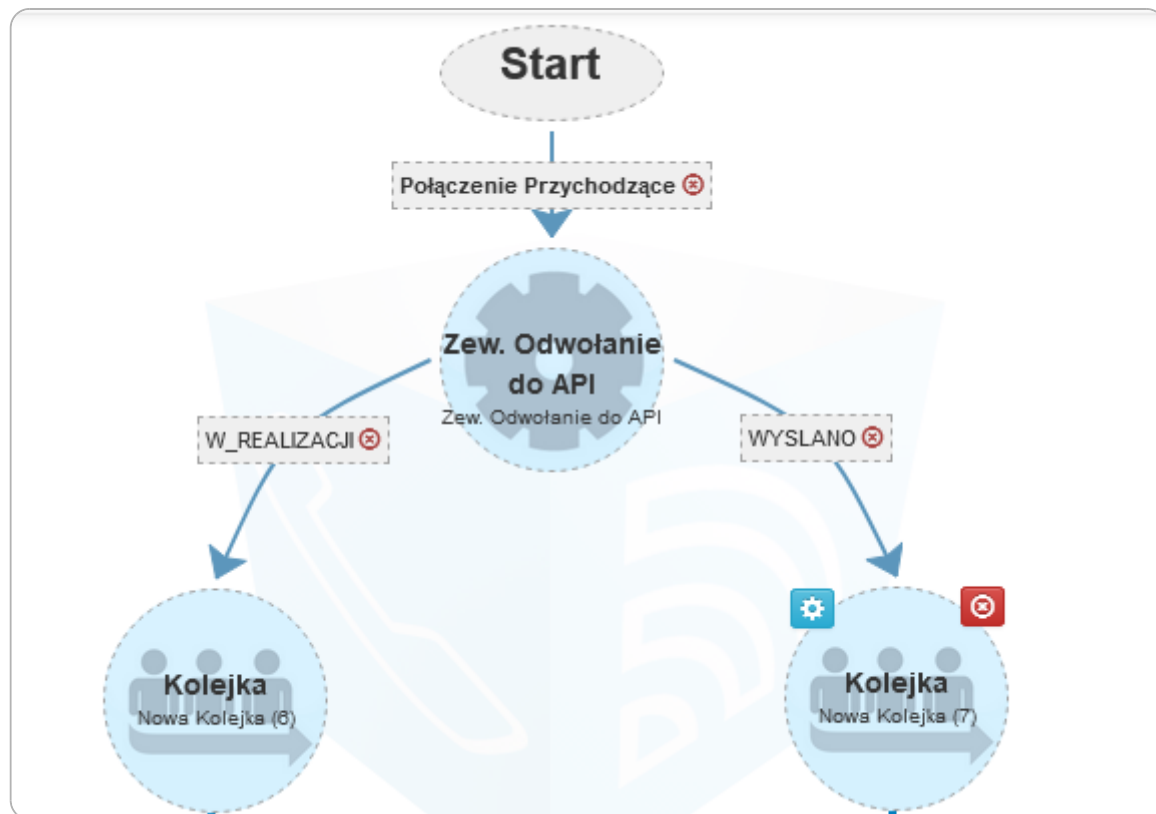 Start
Połączenie Przychodzące
Zew. Odwołanie
do API
Zew. Odwołanie do API
W_REALIZACJI
WYSLANO
Kolejka
Nowa Kolejka (6)
Kolejka
Nowa Kolejka (7)